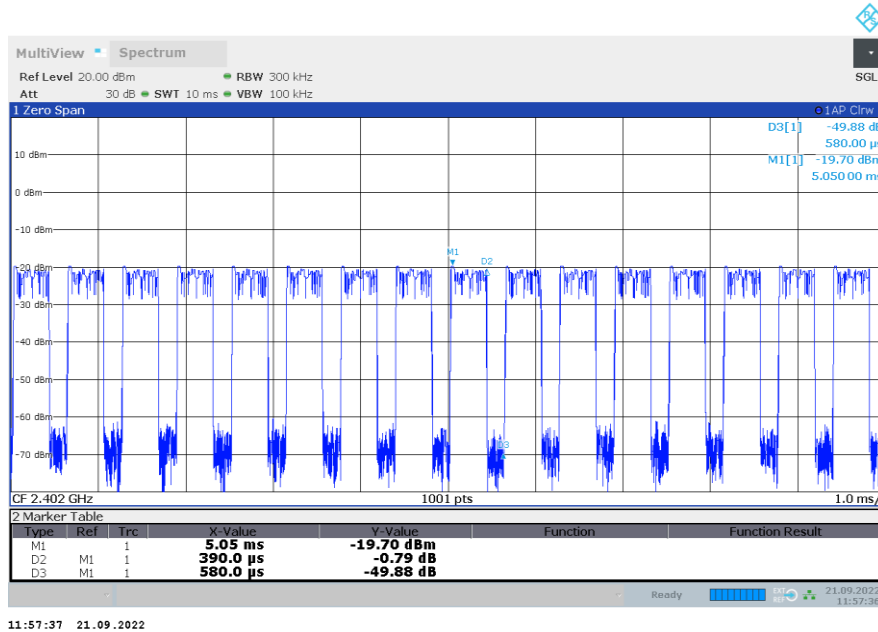 R&S
MultiView Spectrum
Ref Level 20.00 dBm RBW 300 kHz SGL
Att 30 dB SWT 10 ms VBW 100 kHz
1 Zero Span 1AP Clrw
D3[1] -49.88 dB
580.00 µs
10 dBm M1[1] -19.70 dBm
5.050 00 ms
0 dBm
-10 dBm
M1
D2
-20 dBm
-30 dBm
-40 dBm
-50 dBm
-60 dBm
D3
-70 dBm
CF 2.402 GHz 1001 pts 1.0 ms/
2 Marker Table
Type Ref Trc X-Value Y-Value Function Function Result
M1 1 5.05 ms -19.70 dBm
D2 M1 1 390.0 µs -0.79 dB
D3 M1 1 580.0 µs -49.88 dB
Ready EXT REF 21.09.2022
11:57:36
11:57:37 21.09.2022